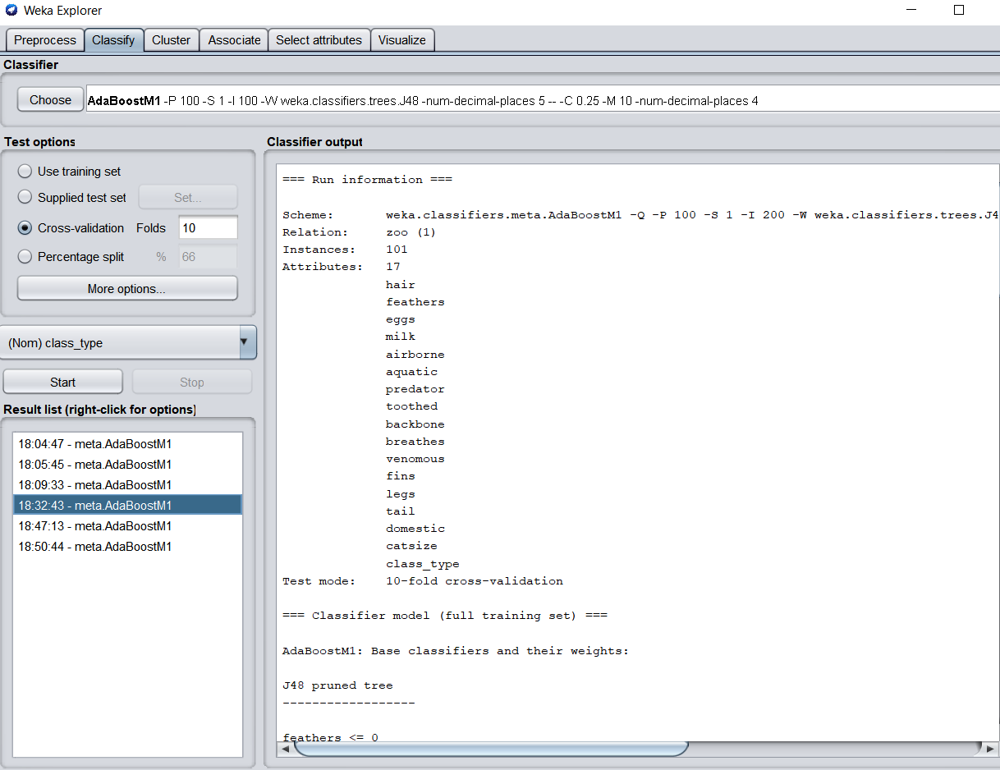 Weka Explorer
Preprocess Classify Cluster Associate Select attributes Visualize
Classifier
Choose AdaBoostM1 -P 100 -S 1 -I 100 -W weka.classifiers.trees.J48 -num-decimal-places 5 -- -C 0.25 -M 10 -num-decimal-places 4
Test options
Use training set
Supplied test set Set...
Cross-validation Folds 10
Percentage split % 66
More options...
(Nom) class_type
Start Stop
Result list (right-click for options)
18:04:47 - meta.AdaBoostM1
18:05:45 - meta.AdaBoostM1
18:09:33 - meta.AdaBoostM1
18:32:43 - meta.AdaBoostM1
18:47:13 - meta.AdaBoostM1
18:50:44 - meta.AdaBoostM1
Classifier output
=== Run information ===
Scheme: weka.classifiers.meta.AdaBoostM1 -Q -P 100 -S 1 -I 200 -W weka.classifiers.trees.J4
Relation: zoo (1)
Instances: 101
Attributes: 17
hair
feathers
eggs
milk
airborne
aquatic
predator
toothed
backbone
breathes
venomous
fins
legs
tail
domestic
catsize
class_type
Test mode: 10-fold cross-validation
=== Classifier model (full training set) ===
AdaBoostM1: Base classifiers and their weights:
J48 pruned tree
------------------
feathers <= 0